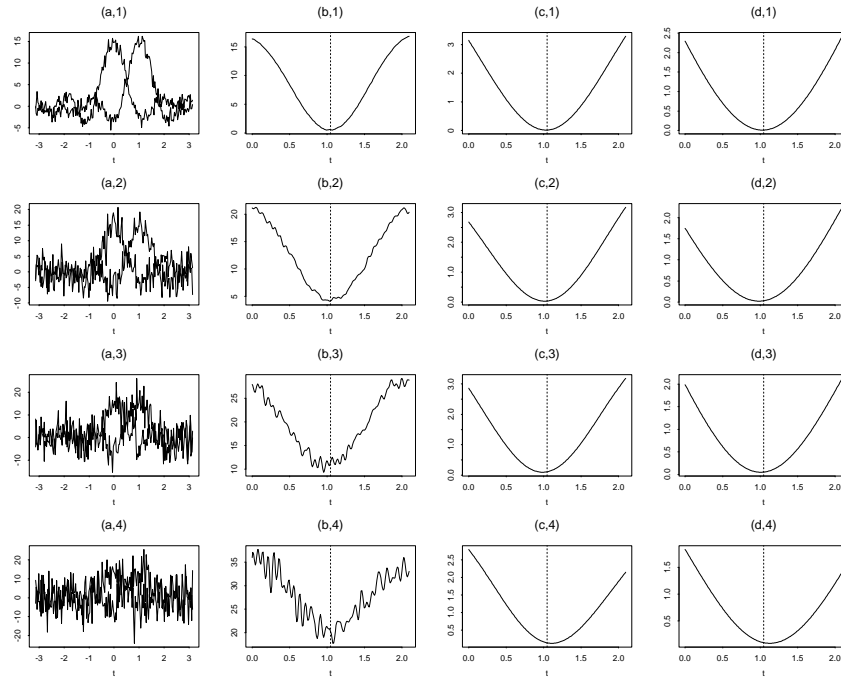 (a,1) (b,1) (c,1) (d,1)
-5 0 5 10 15
0 5 10 15
0 1 2 3
0.0 0.5 1.0 1.5 2.0 2.5
-3 -2 -1 0 1 2 3
0.0 0.5 1.0 1.5 2.0
0.0 0.5 1.0 1.5 2.0
0.0 0.5 1.0 1.5 2.0
t t t t
(a,2) (b,2) (c,2) (d,2)
-10 -5 0 5 10 15 20
5 10 15 20
0.0 1.0 2.0 3.0
0.0 0.5 1.0 1.5 2.0
-3 -2 -1 0 1 2 3
0.0 0.5 1.0 1.5 2.0
0.0 0.5 1.0 1.5 2.0
0.0 0.5 1.0 1.5 2.0
t t t t
(a,3) (b,3) (c,3) (d,3)
-10 0 10 20
10 15 20 25
0.0 1.0 2.0 3.0
0.0 0.5 1.0 1.5 2.0
-3 -2 -1 0 1 2 3
0.0 0.5 1.0 1.5 2.0
0.0 0.5 1.0 1.5 2.0
0.0 0.5 1.0 1.5 2.0
t t t t
(a,4) (b,4) (c,4) (d,4)
-20 -10 0 10 20
20 25 30 35
0.5 1.0 1.5 2.0 2.5
0.5 1.0 1.5
-3 -2 -1 0 1 2 3
0.0 0.5 1.0 1.5 2.0
0.0 0.5 1.0 1.5 2.0
0.0 0.5 1.0 1.5 2.0
t t t t